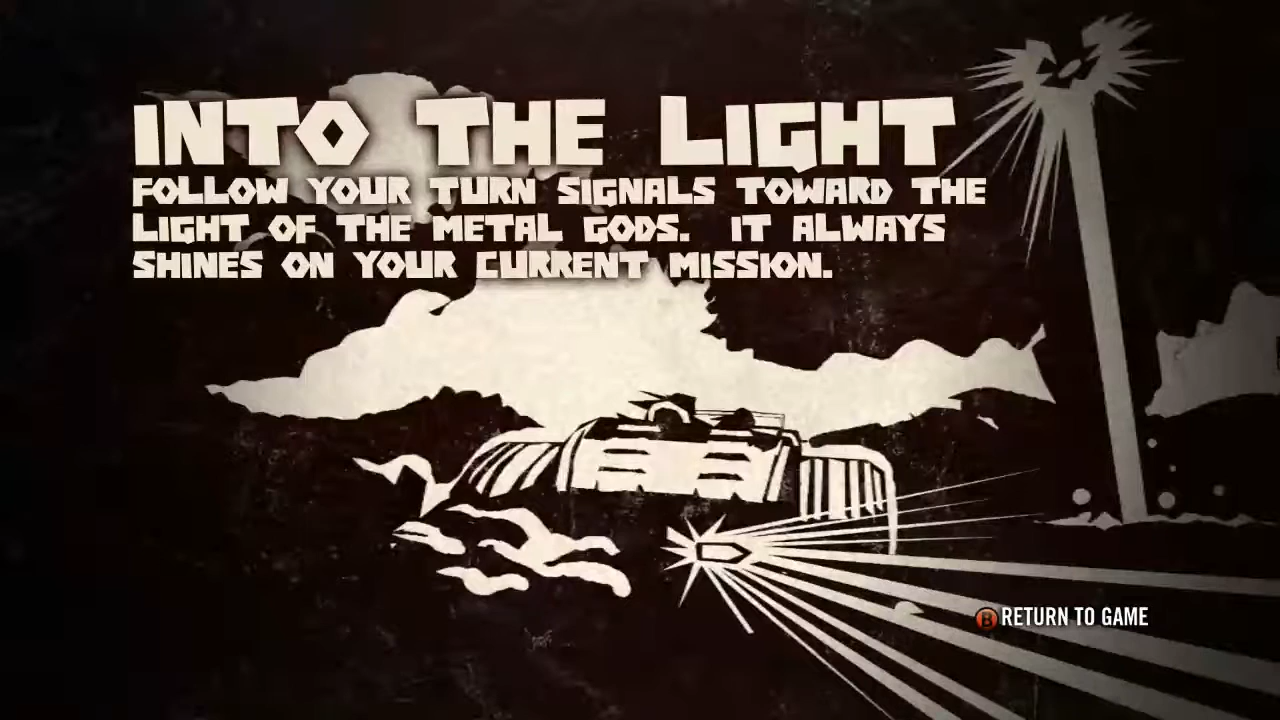 INTO THE LIGHT
FOLLOW YOUR TURN SIGNALS TOWARD THE
LIGHT OF THE METAL GODS. IT ALWAYS
SHINES ON YOUR CURRENT MISSION.
B RETURN TO GAME